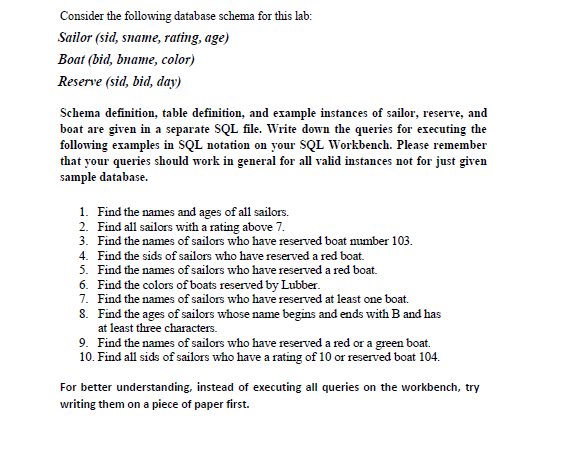 Consider the following database schema for this lab:
Sailor (sid, sname, rating, age)
Boat (bid, bname, color)
Reserve (sid, bid, day)
Schema definition, table definition, and example instances of sailor, reserve, and
boat are given in a separate SQL file. Write down the queries for executing the
following examples in SQL notation on your SQL Workbench. Please remember
that your queries should work in general for all valid instances not for just given
sample database.
1. Find the names and ages of all sailors.
2. Find all sailors with a rating above 7.
3. Find the names of sailors who have reserved boat number 103.
4. Find the sids of sailors who have reserved a red boat.
5. Find the names of sailors who have reserved a red boat.
6. Find the colors of boats reserved by Lubber.
7. Find the names of sailors who have reserved at least one boat.
8. Find the ages of sailors whose name begins and ends with B and has
at least three characters.
9. Find the names of sailors who have reserved a red or a green boat.
10. Find all sids of sailors who have a rating of 10 or reserved boat 104.
For better understanding, instead of executing all queries on the workbench, try
writing them on a piece of paper first.